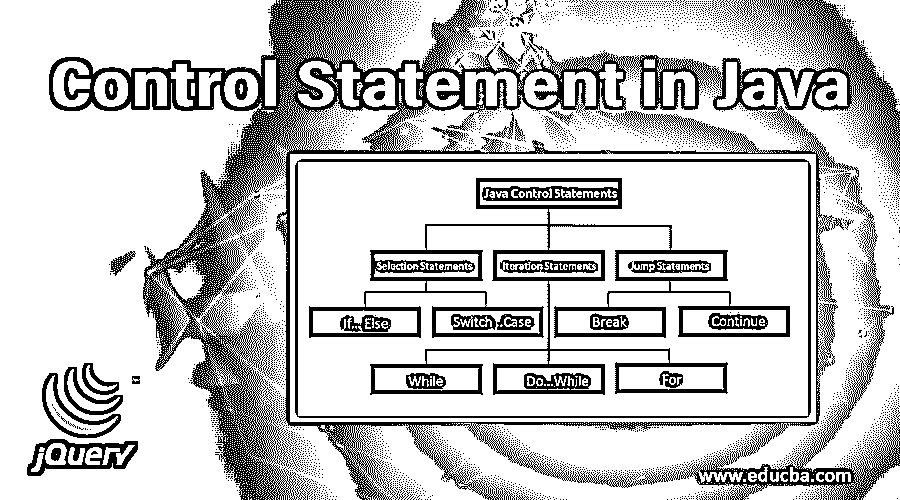 Control Statement in Java
Java Control Statements
Selection Statements
Iteration Statements
Jump Statements
If... Else
Switch ..Case
Break
Continue
While
Do...While
For
jQuery
www.educba.com